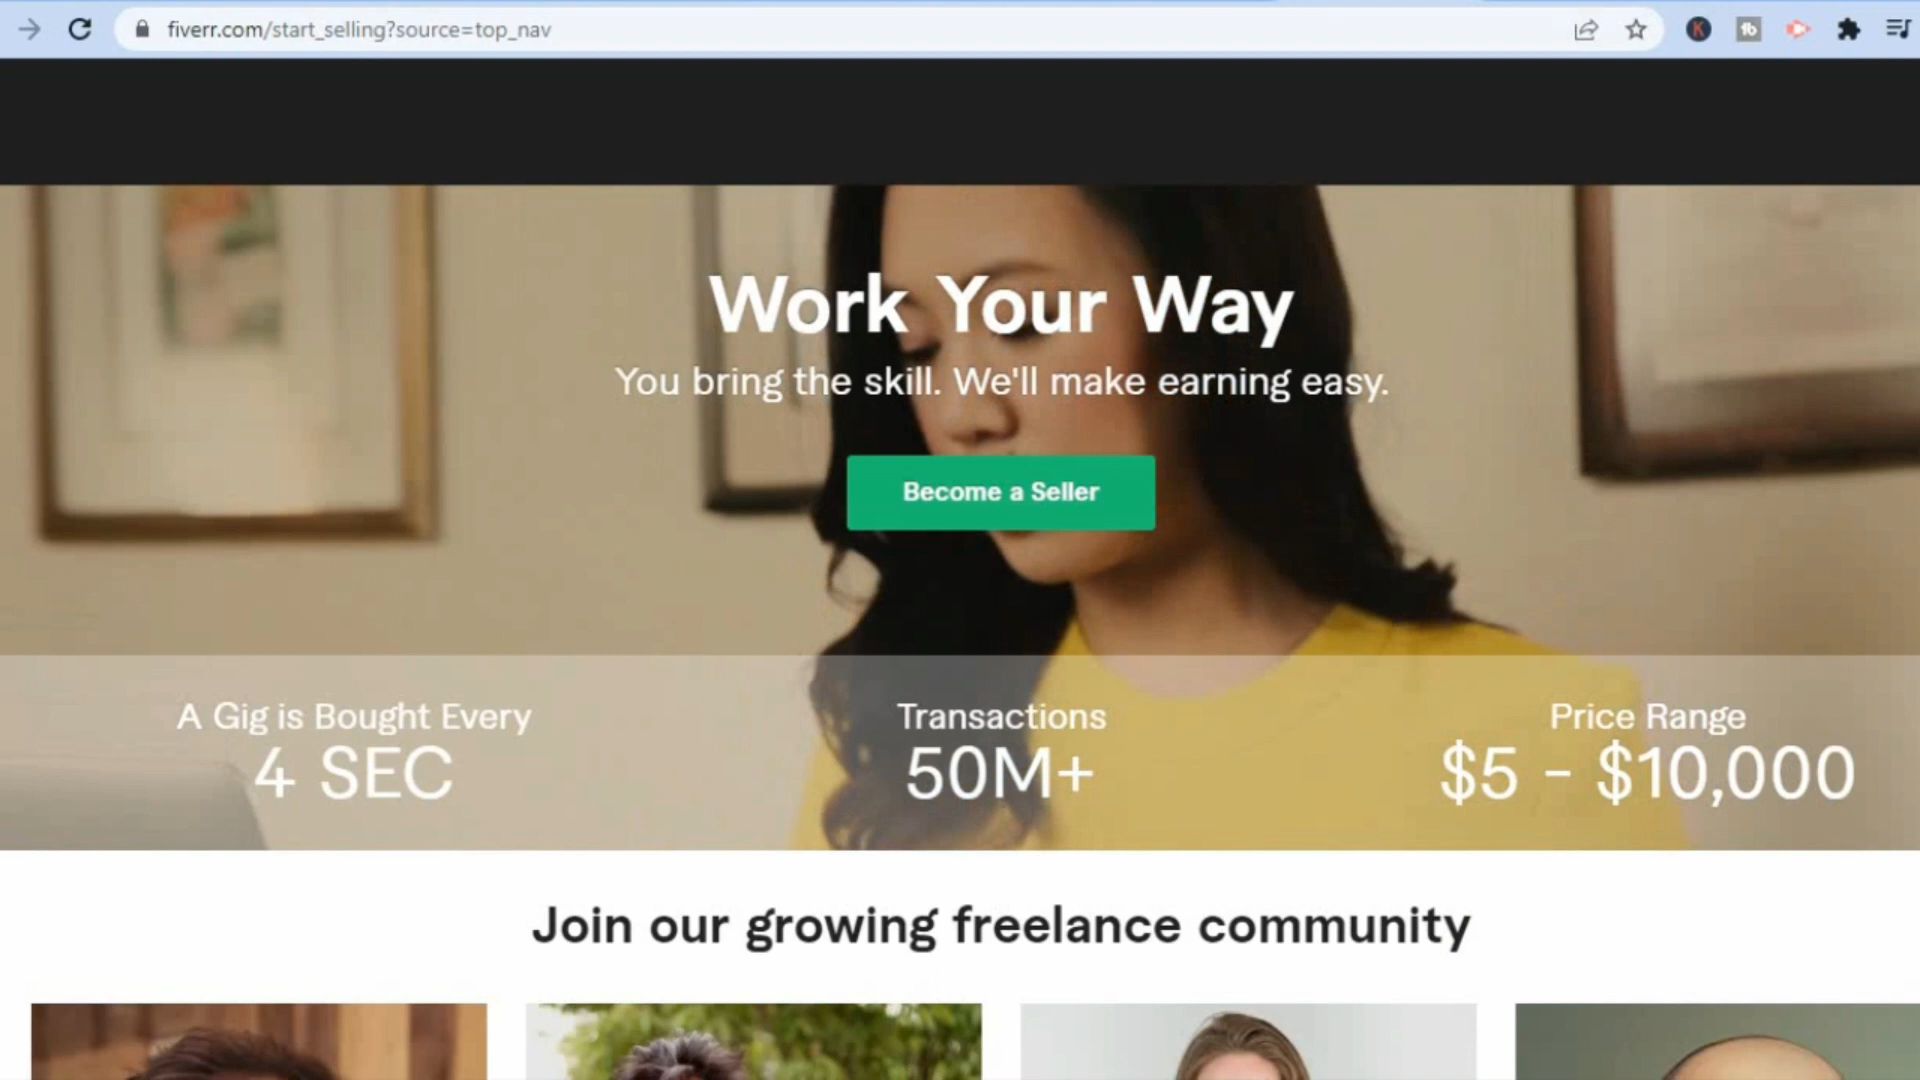 fiverr.com/start_selling?source=top_nav
K
tb
Work Your Way
You bring the skill. We'll make earning easy.
Become a Seller
A Gig is Bought Every
4 SEC
Transactions
50M+
Price Range
$5 - $10,000
Join our growing freelance community